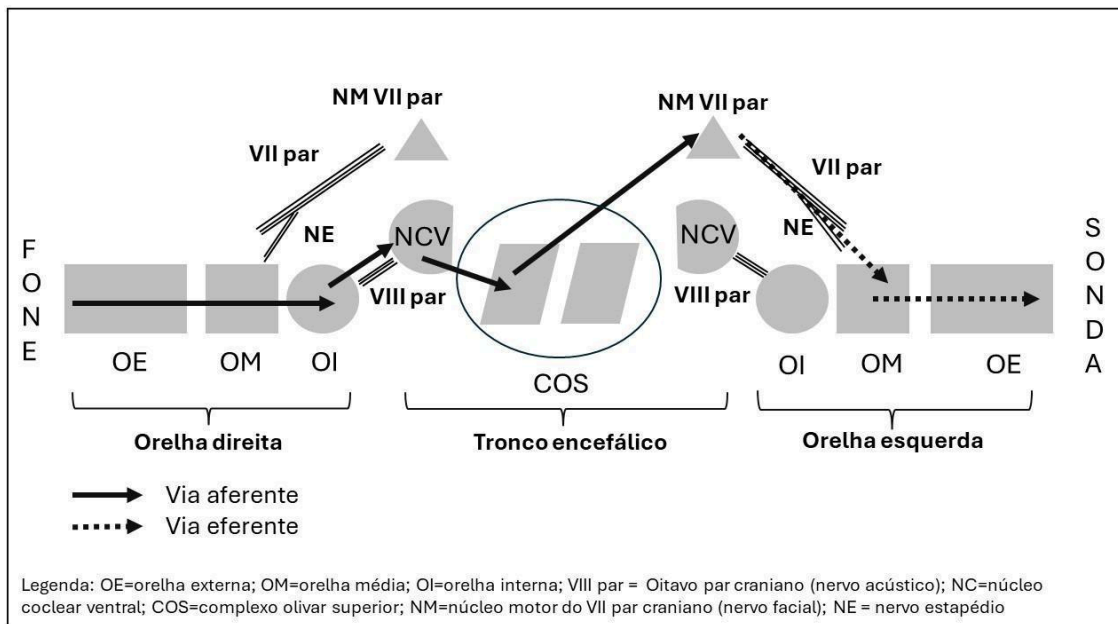 NM VII par
NM VII par
VII par
VII par
NE
NE
NCV
NCV
VIII par
VIII par
FONE
SONDA
OE
OM
OI
COS
OI
OM
OE
Orelha direita
Tronco encefálico
Orelha esquerda
Via aferente
Via eferente
Legenda: OE=orelha externa; OM=orelha média; OI=orelha interna; VIII par = Oitavo par craniano (nervo acústico); NC=núcleo
coclear ventral; COS=complexo olivar superior; NM=núcleo motor do VII par craniano (nervo facial); NE = nervo estapédio